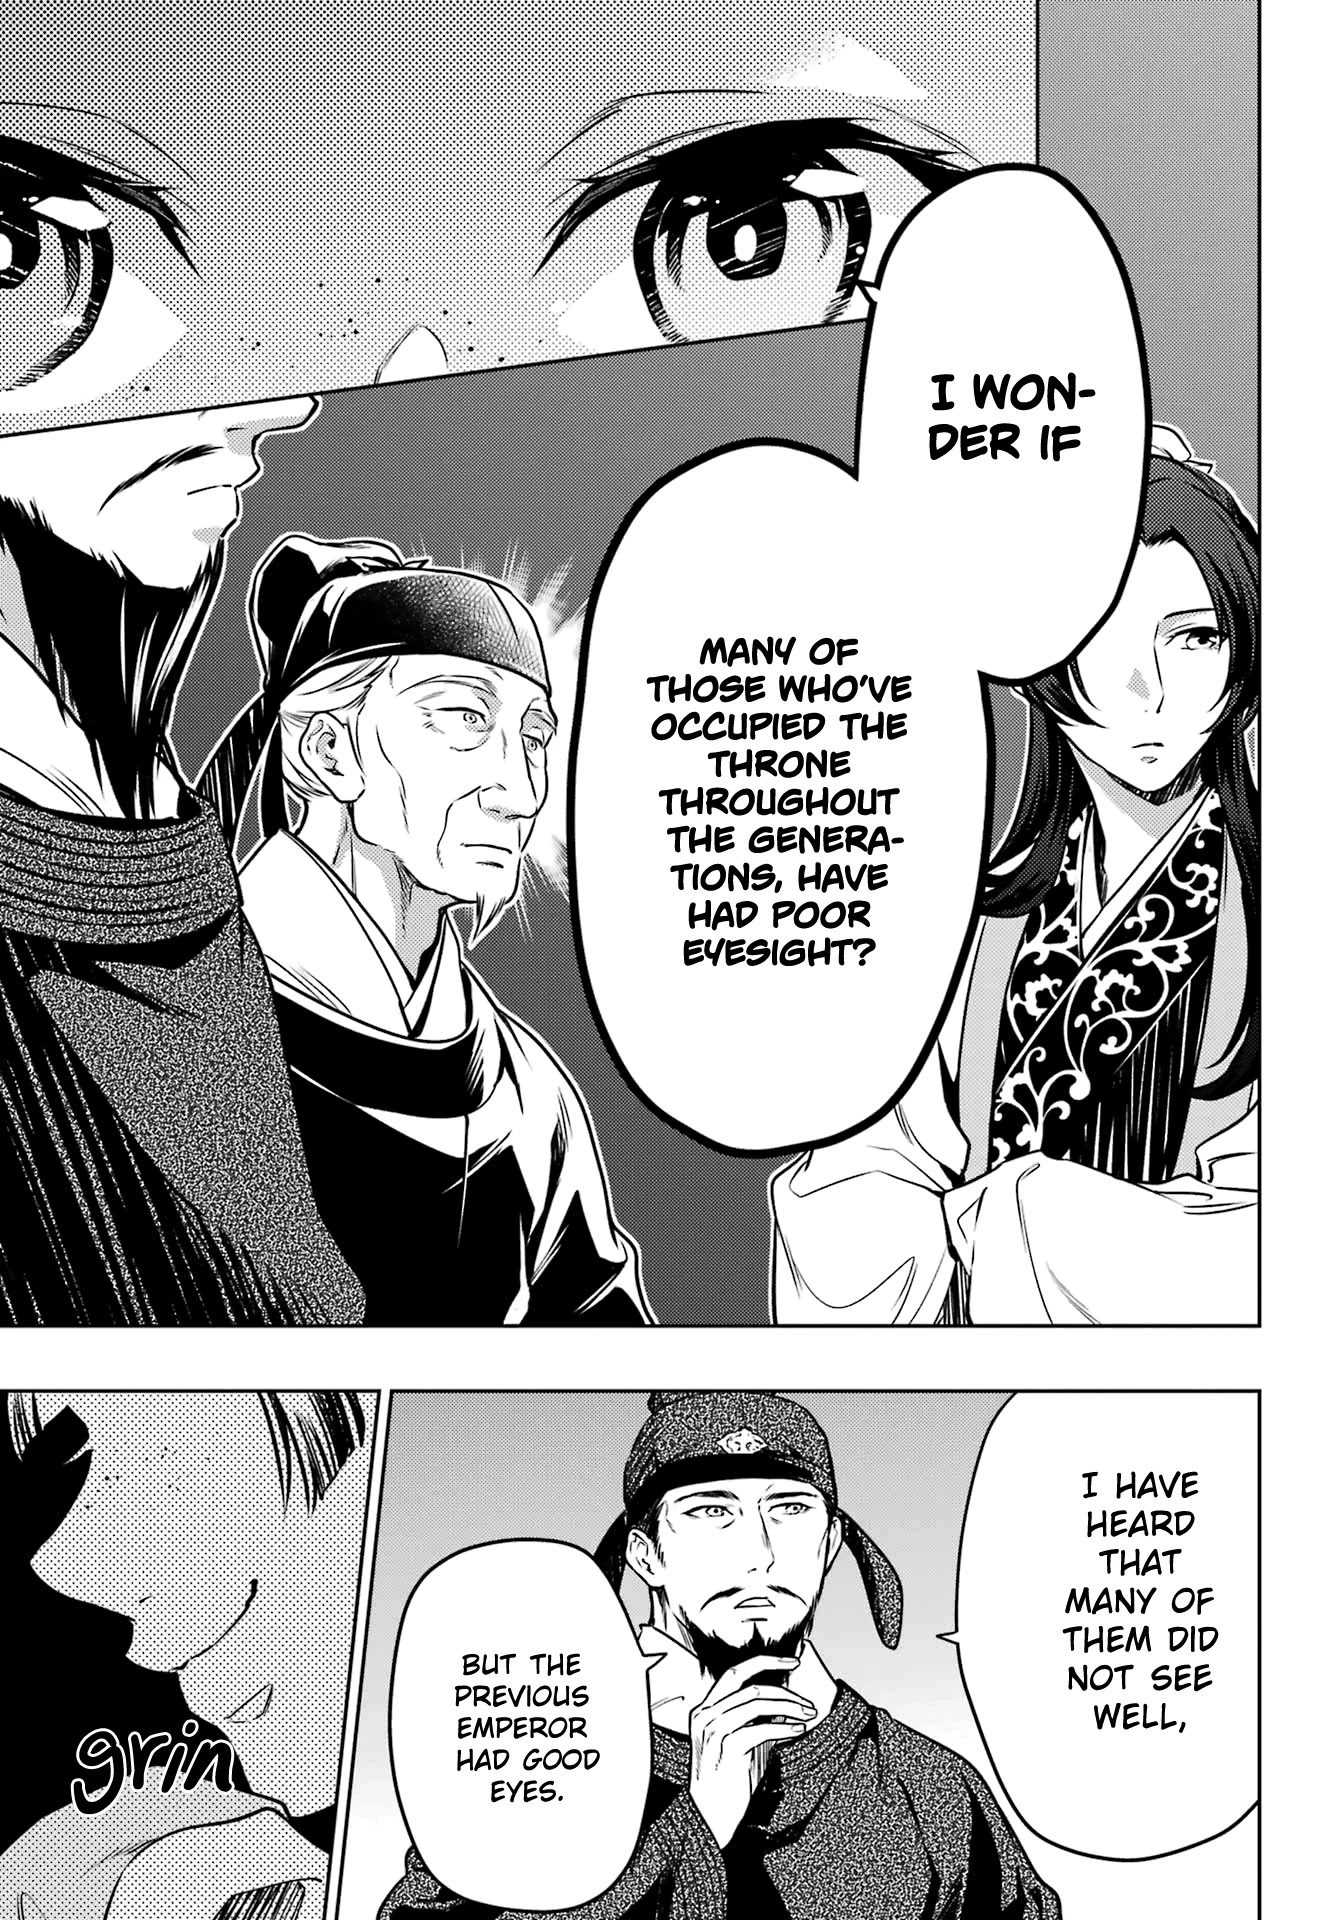 I WON-
DER IF
MANY OF
THOSE WHO'VE
OCCUPIED THE
THRONE
THROUGHOUT
THE GENERA-
TIONS, HAVE
HAD POOR
EYESIGHT?
I HAVE
HEARD
THAT
MANY OF
THEM DID
NOT SEE
WELL,
BUT THE
PREVIOUS
EMPEROR
HAD GOOD
EYES.
grin